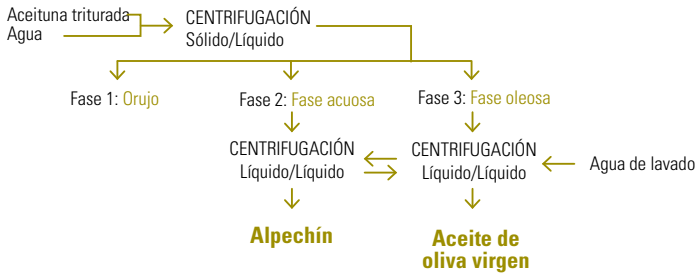 Aceituna triturada
Agua
CENTRIFUGACIÓN
Sólido/Líquido
Fase 1: Orujo
Fase 2: Fase acuosa
Fase 3: Fase oleosa
CENTRIFUGACIÓN
Líquido/Líquido
CENTRIFUGACIÓN
Líquido/Líquido
Agua de lavado
Alpechín
Aceite de
oliva virgen